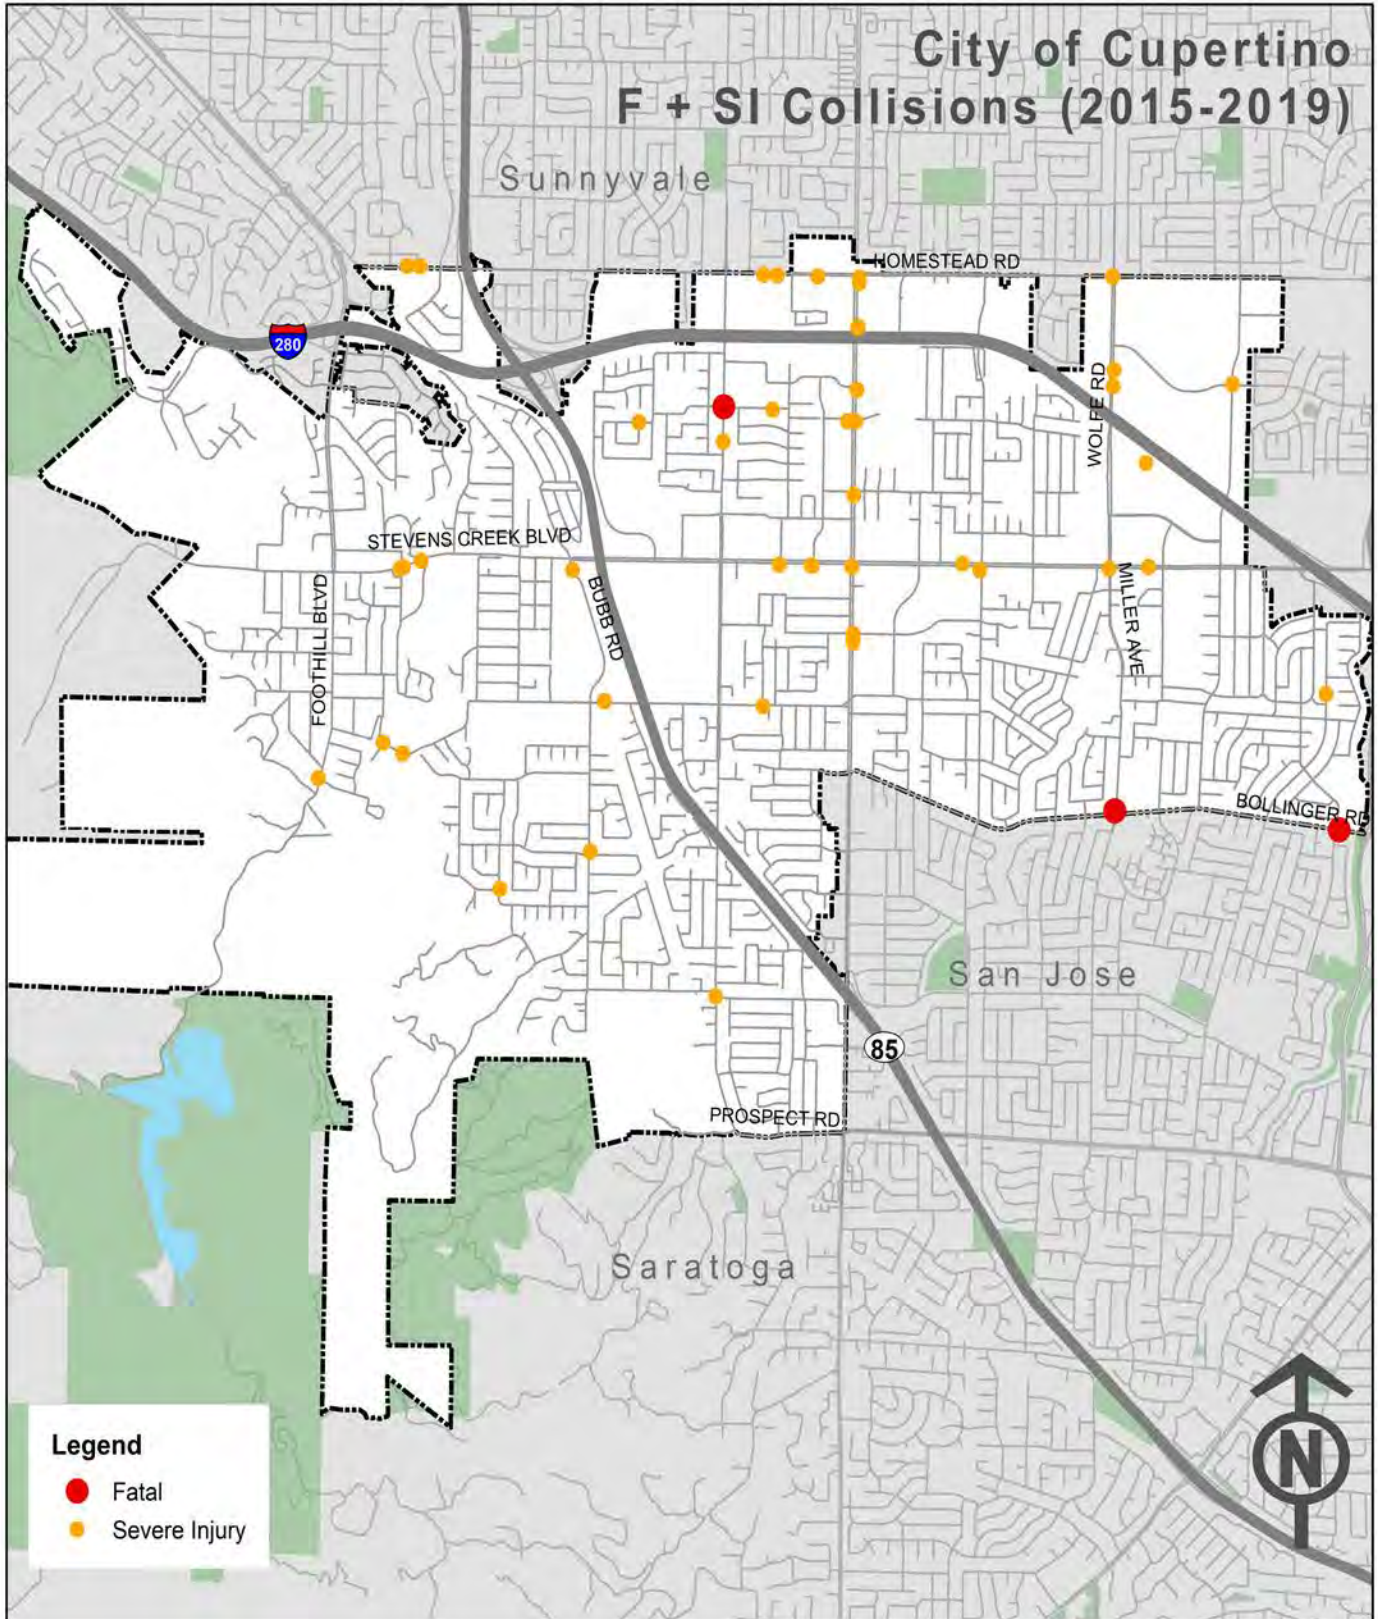 City of Cupertino
F + SI Collisions (2015-2019)
Sunnyvale
HOMESTEAD RD
280
WOLFE RD
STEVENS CREEK BLVD
FOOTHILL BLVD
BUBB RD
MILLER AVE
BOLLINGER RD
San Jose
85
PROSPECT RD
Saratoga
Legend
Fatal
Severe Injury
N